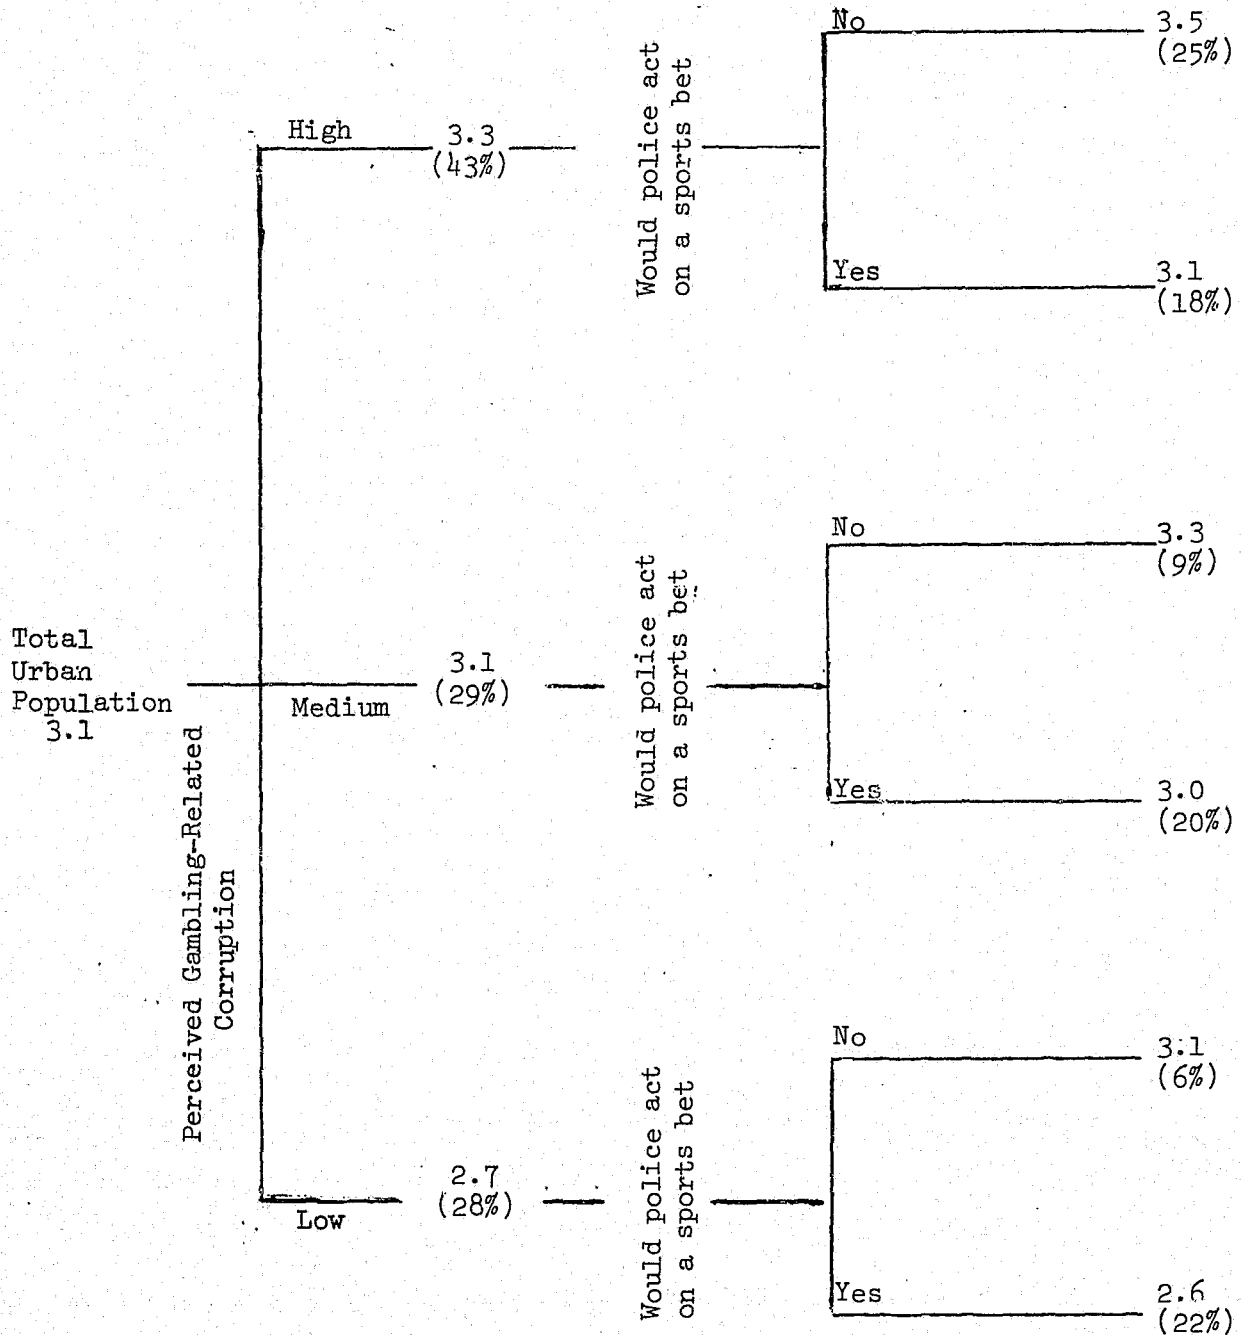 No
3.5
(25%)
High
3.3
(43%)
Would police act
on a sports bet
Yes
3.1
(18%)
No
3.3
(9%)
Total
Urban
Population
3.1
Medium
3.1
(29%)
Would police act
on a sports bet
Yes
3.0
(20%)
Perceived Gambling-Related
Corruption
No
3.1
(6%)
Low
2.7
(28%)
Would police act
on a sports bet
Yes
2.6
(22%)